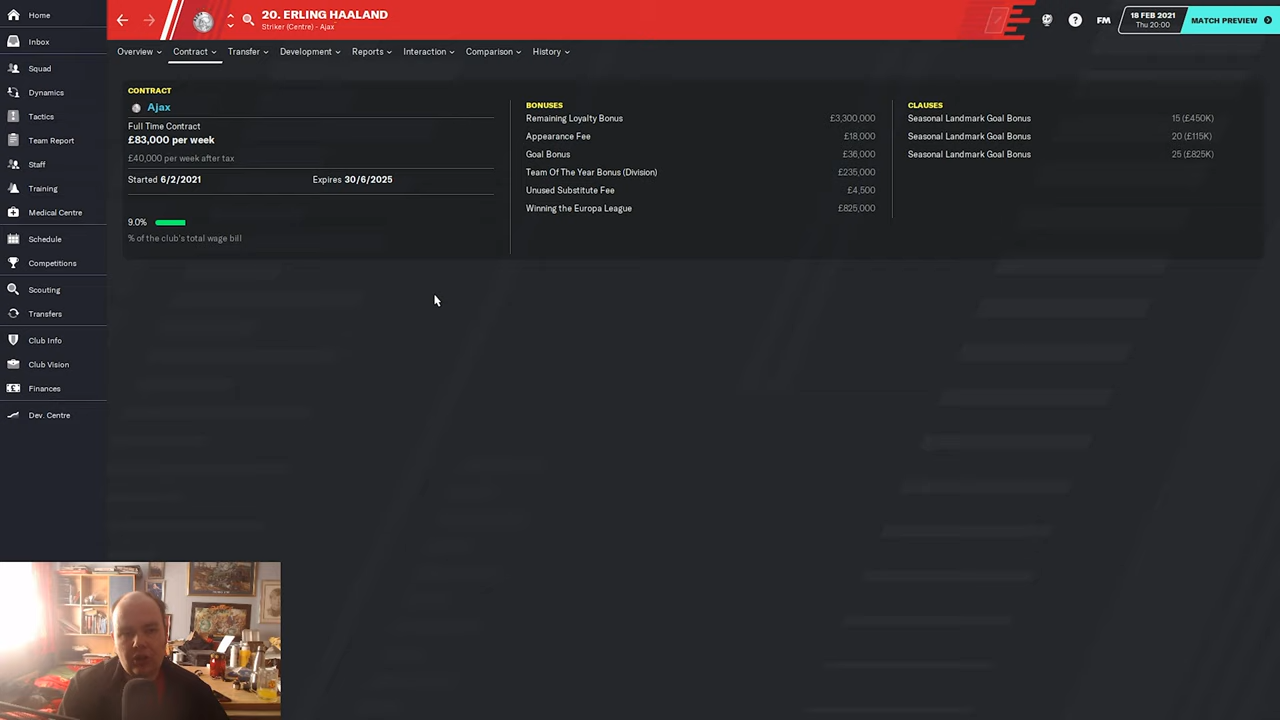 Home
Inbox
Squad
Dynamics
Tactics
Team Report
Staff
Training
Medical Centre
Schedule
Competitions
Scouting
Transfers
Club Info
Club Vision
Finances
Dev. Centre
20. ERLING HAALAND
Striker (Centre) - Ajax
? FM 18 FEB 2021
Thu 20:00
MATCH PREVIEW
Overview Contract Transfer Development Reports Interaction Comparison History
CONTRACT
Ajax
Full Time Contract
£83,000 per week
£40,000 per week after tax
Started 6/2/2021 Expires 30/6/2025
9.0%
% of the club's total wage bill
BONUSES
Remaining Loyalty Bonus £3,300,000
Appearance Fee £18,000
Goal Bonus £36,000
Team Of The Year Bonus (Division) £235,000
Unused Substitute Fee £4,500
Winning the Europa League £825,000
CLAUSES
Seasonal Landmark Goal Bonus 15 (£450K)
Seasonal Landmark Goal Bonus 20 (£115K)
Seasonal Landmark Goal Bonus 25 (£825K)